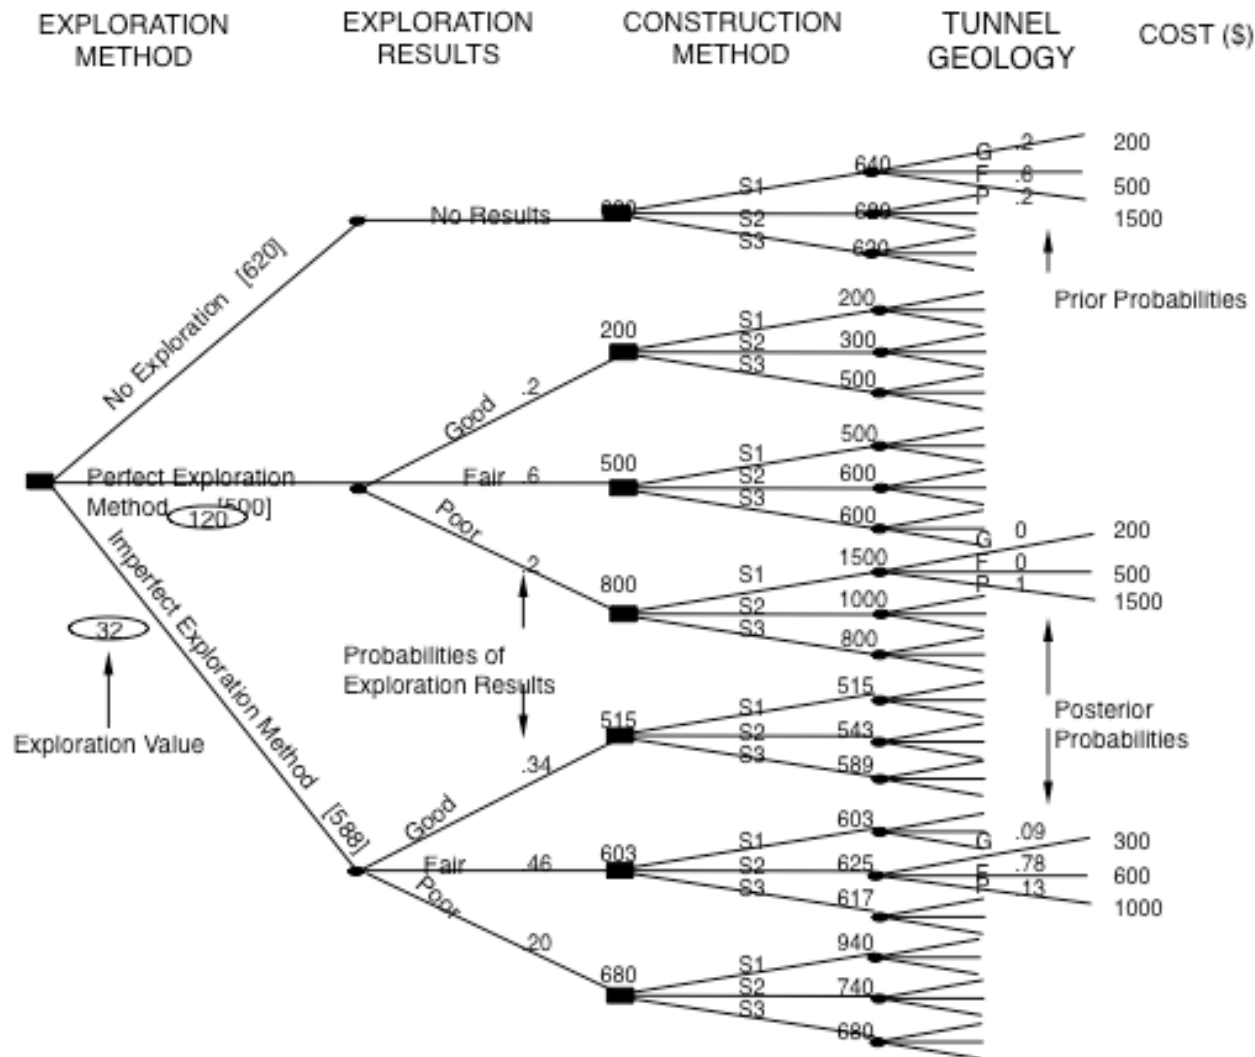 EXPLORATION
METHOD
EXPLORATION
RESULTS
CONSTRUCTION
METHOD
TUNNEL
GEOLOGY
COST ($)
No Exploration [620]
No Results
S1
S2
S3
640
680
620
G .2
F .6
P .2
200
500
1500
Prior Probabilities
Perfect Exploration
Method [500]
120
Good .2
Fair .6
Poor .2
200
S1
S2
S3
200
300
500
500
S1
S2
S3
500
600
600
800
S1
S2
S3
1500
1000
800
G 0
F 0
P 1
200
500
1500
Probabilities of
Exploration Results
Posterior
Probabilities
Imperfect Exploration Method [588]
32
Exploration Value
Good .34
Fair .46
Poor .20
515
S1
S2
S3
515
543
589
603
S1
S2
S3
603
625
617
G .09
F .78
P .13
300
600
1000
680
S1
S2
S3
940
740
680